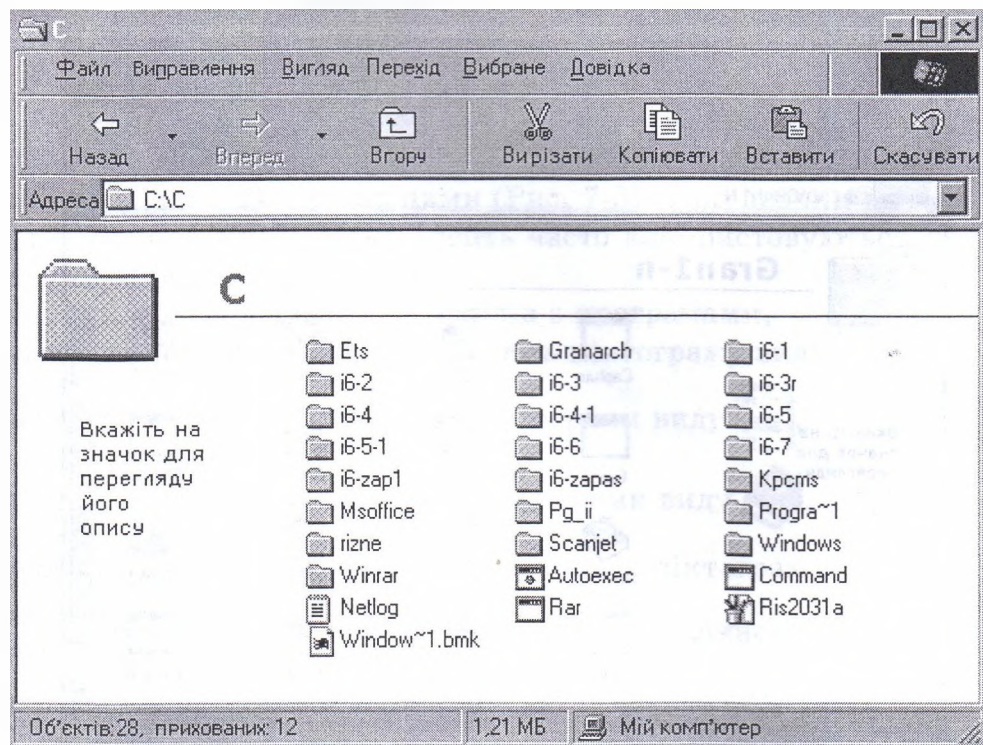 C
Файл Виправлення Вигляд Перехід Вибране Довідка
Назад Вперед Вгору Вирізати Копіювати Вставити Скасувати
Адреса C:\C
C
Вкажіть на
значок для
перегляду
його
опису
Ets Granarch i6-1
i6-2 i6-3 i6-3r
i6-4 i6-4-1 i6-5
i6-5-1 i6-6 i6-7
i6-zap1 i6-zapas Kpcms
Msoffice Pg_ii Progra~1
rizne Scanjet Windows
Winrar Autoexec Command
Netlog Rar Ris2031a
Window~1.bmk
Об'єктів:28, прихованих: 12 1,21 МБ Мій комп'ютер